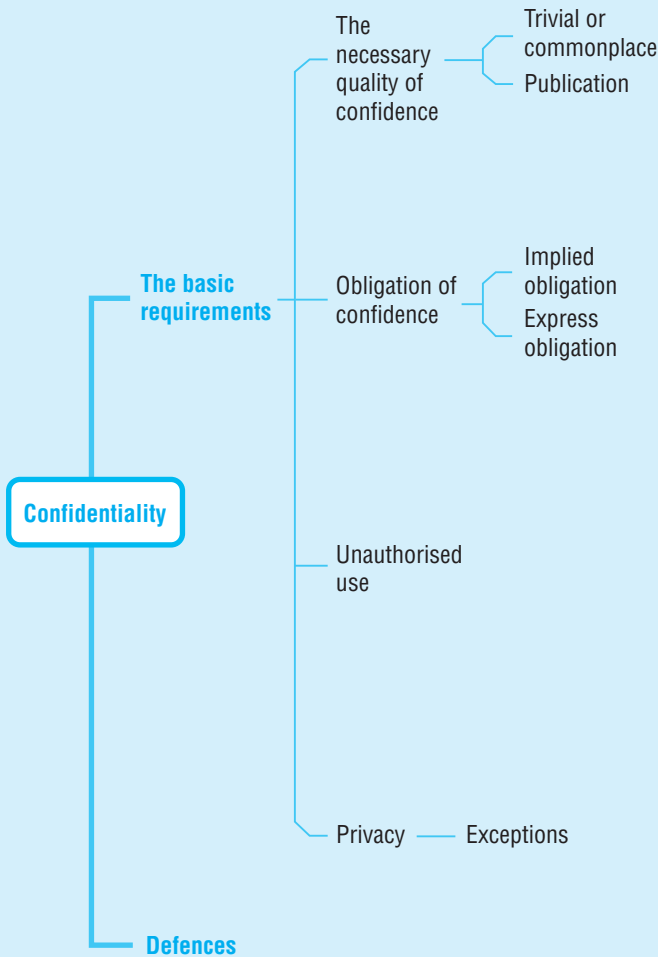 The
necessary
quality of
confidence
Trivial or
commonplace
Publication
The basic
requirements
Obligation of
confidence
Implied
obligation
Express
obligation
Confidentiality
Unauthorised
use
Privacy
Exceptions
Defences